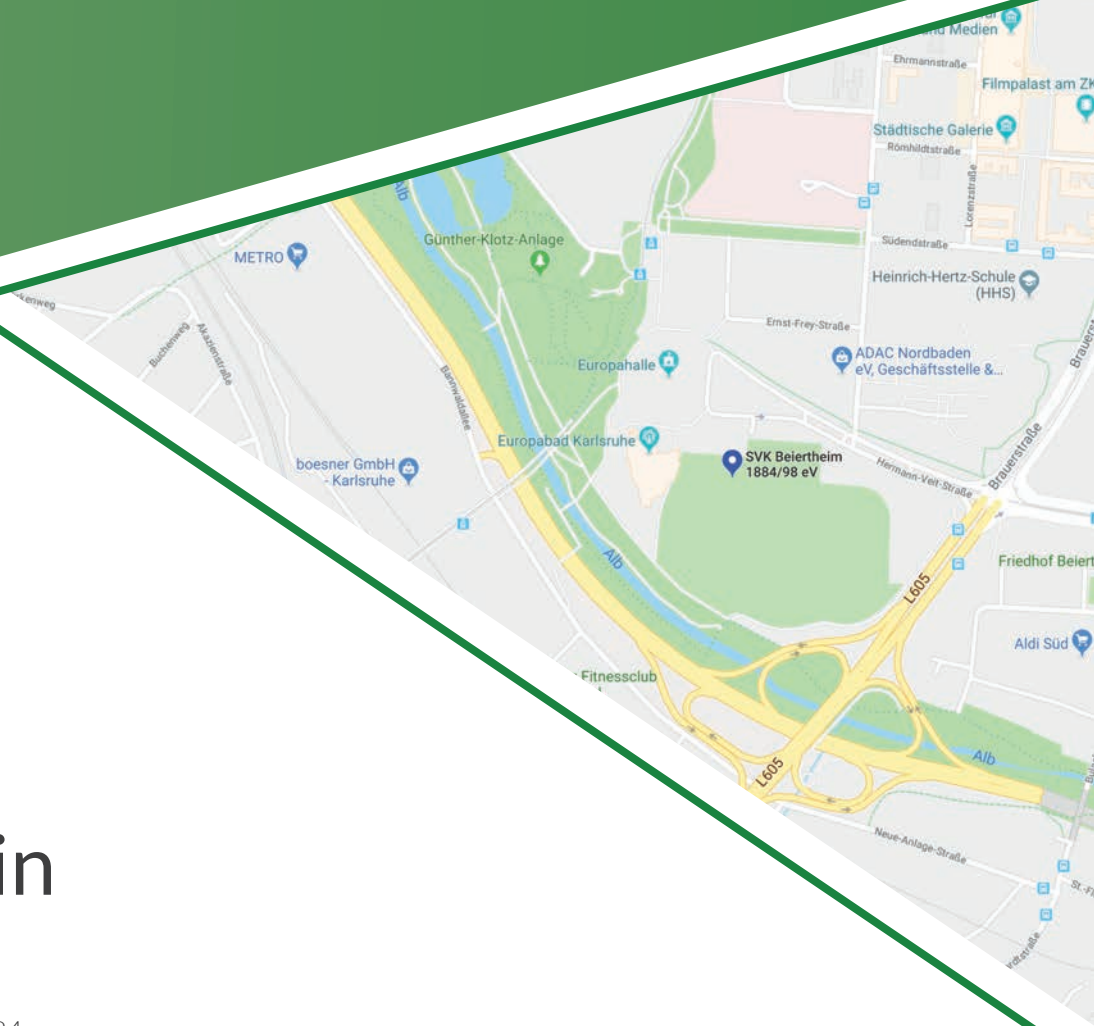 und Medien
Ehrmannstraße
Filmpalast am ZK
Städtische Galerie
Römhildtstraße
Lorenzstraße
Alb
Günther-Klotz-Anlage
METRO
Südendstraße
Heinrich-Hertz-Schule
(HHS)
Ernst-Frey-Straße
Buchenweg
Akazienstraße
Brauerst
Europahalle
ADAC Nordbaden
eV, Geschäftsstelle &...
Bannwaldallee
Europabad Karlsruhe
SVK Beiertheim
1884/98 eV
boesner GmbH
- Karlsruhe
Hermann-Veit-Straße
Brauerstraße
Alb
L605
Friedhof Beiert
Aldi Süd
Fitnessclub
L605
Alb
Neue-Anlage-Straße
in